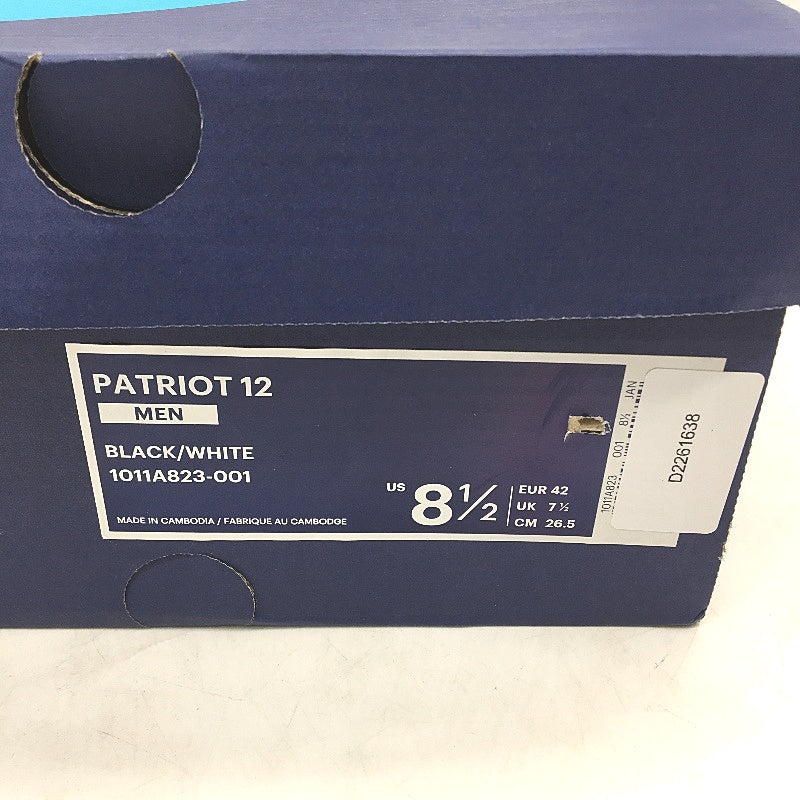 PATRIOT 12
MEN
BLACK/WHITE
1011A823-001
MADE IN CAMBODIA / FABRIQUE AU CAMBODGE
US 8½
EUR 42
UK 7½
CM 26.5
1011A823 001 8½ JAN
D2261638